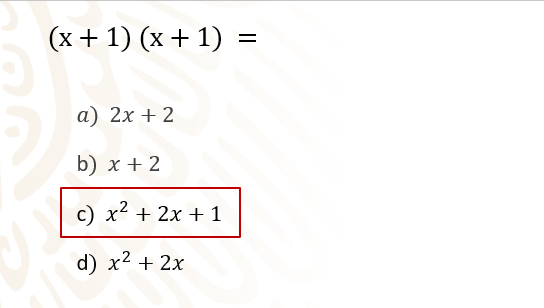 (x + 1) (x + 1) =
a) 2x + 2
b) x + 2
c) x² + 2x + 1
d) x² + 2x